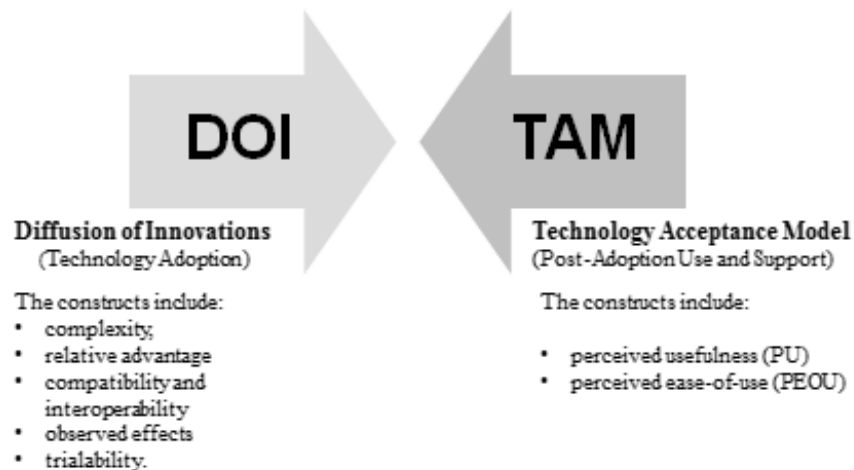 DOI
Diffusion of Innovations
(Technology Adoption)
The constructs include:
• complexity,
• relative advantage
• compatibility and
interoperability
• observed effects
• trialability.
TAM
Technology Acceptance Model
(Post-Adoption Use and Support)
The constructs include:
• perceived usefulness (PU)
• perceived ease-of-use (PEOU)